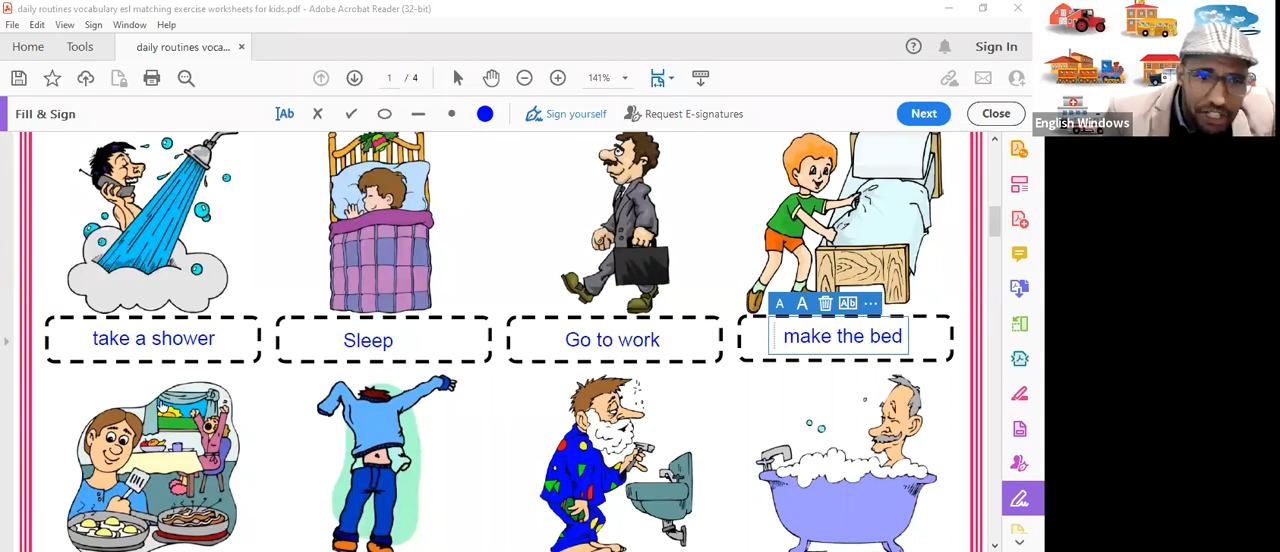 daily routines vocabulary esl matching exercise worksheets for kids.pdf - Adobe Acrobat Reader (32-bit)
File Edit View Sign Window Help
Home Tools daily routines voca... × Sign In
1 / 4 141%
Fill & Sign Ab Sign yourself Request E-signatures Next Close
English Windows
A A Ab ...
take a shower Sleep Go to work make the bed